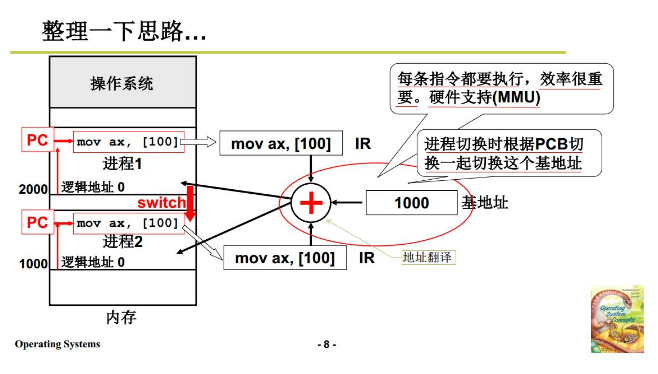 整理一下思路…
操作系统
每条指令都要执行，效率很重
要。硬件支持(MMU)
PC
mov ax, [100]
mov ax, [100]
IR
进程1
进程切换时根据PCB切
换一起切换这个基地址
2000
逻辑地址 0
switch
+
1000
基地址
PC
mov ax, [100]
进程2
mov ax, [100]
IR
地址翻译
1000
逻辑地址 0
内存
Operating Systems
- 8 -
Operating
System
Concepts